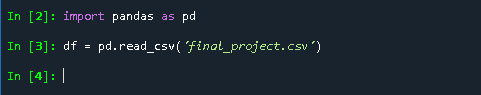 In [2]: import pandas as pd
In [3]: df = pd.read_csv('final_project.csv')
In [4]: